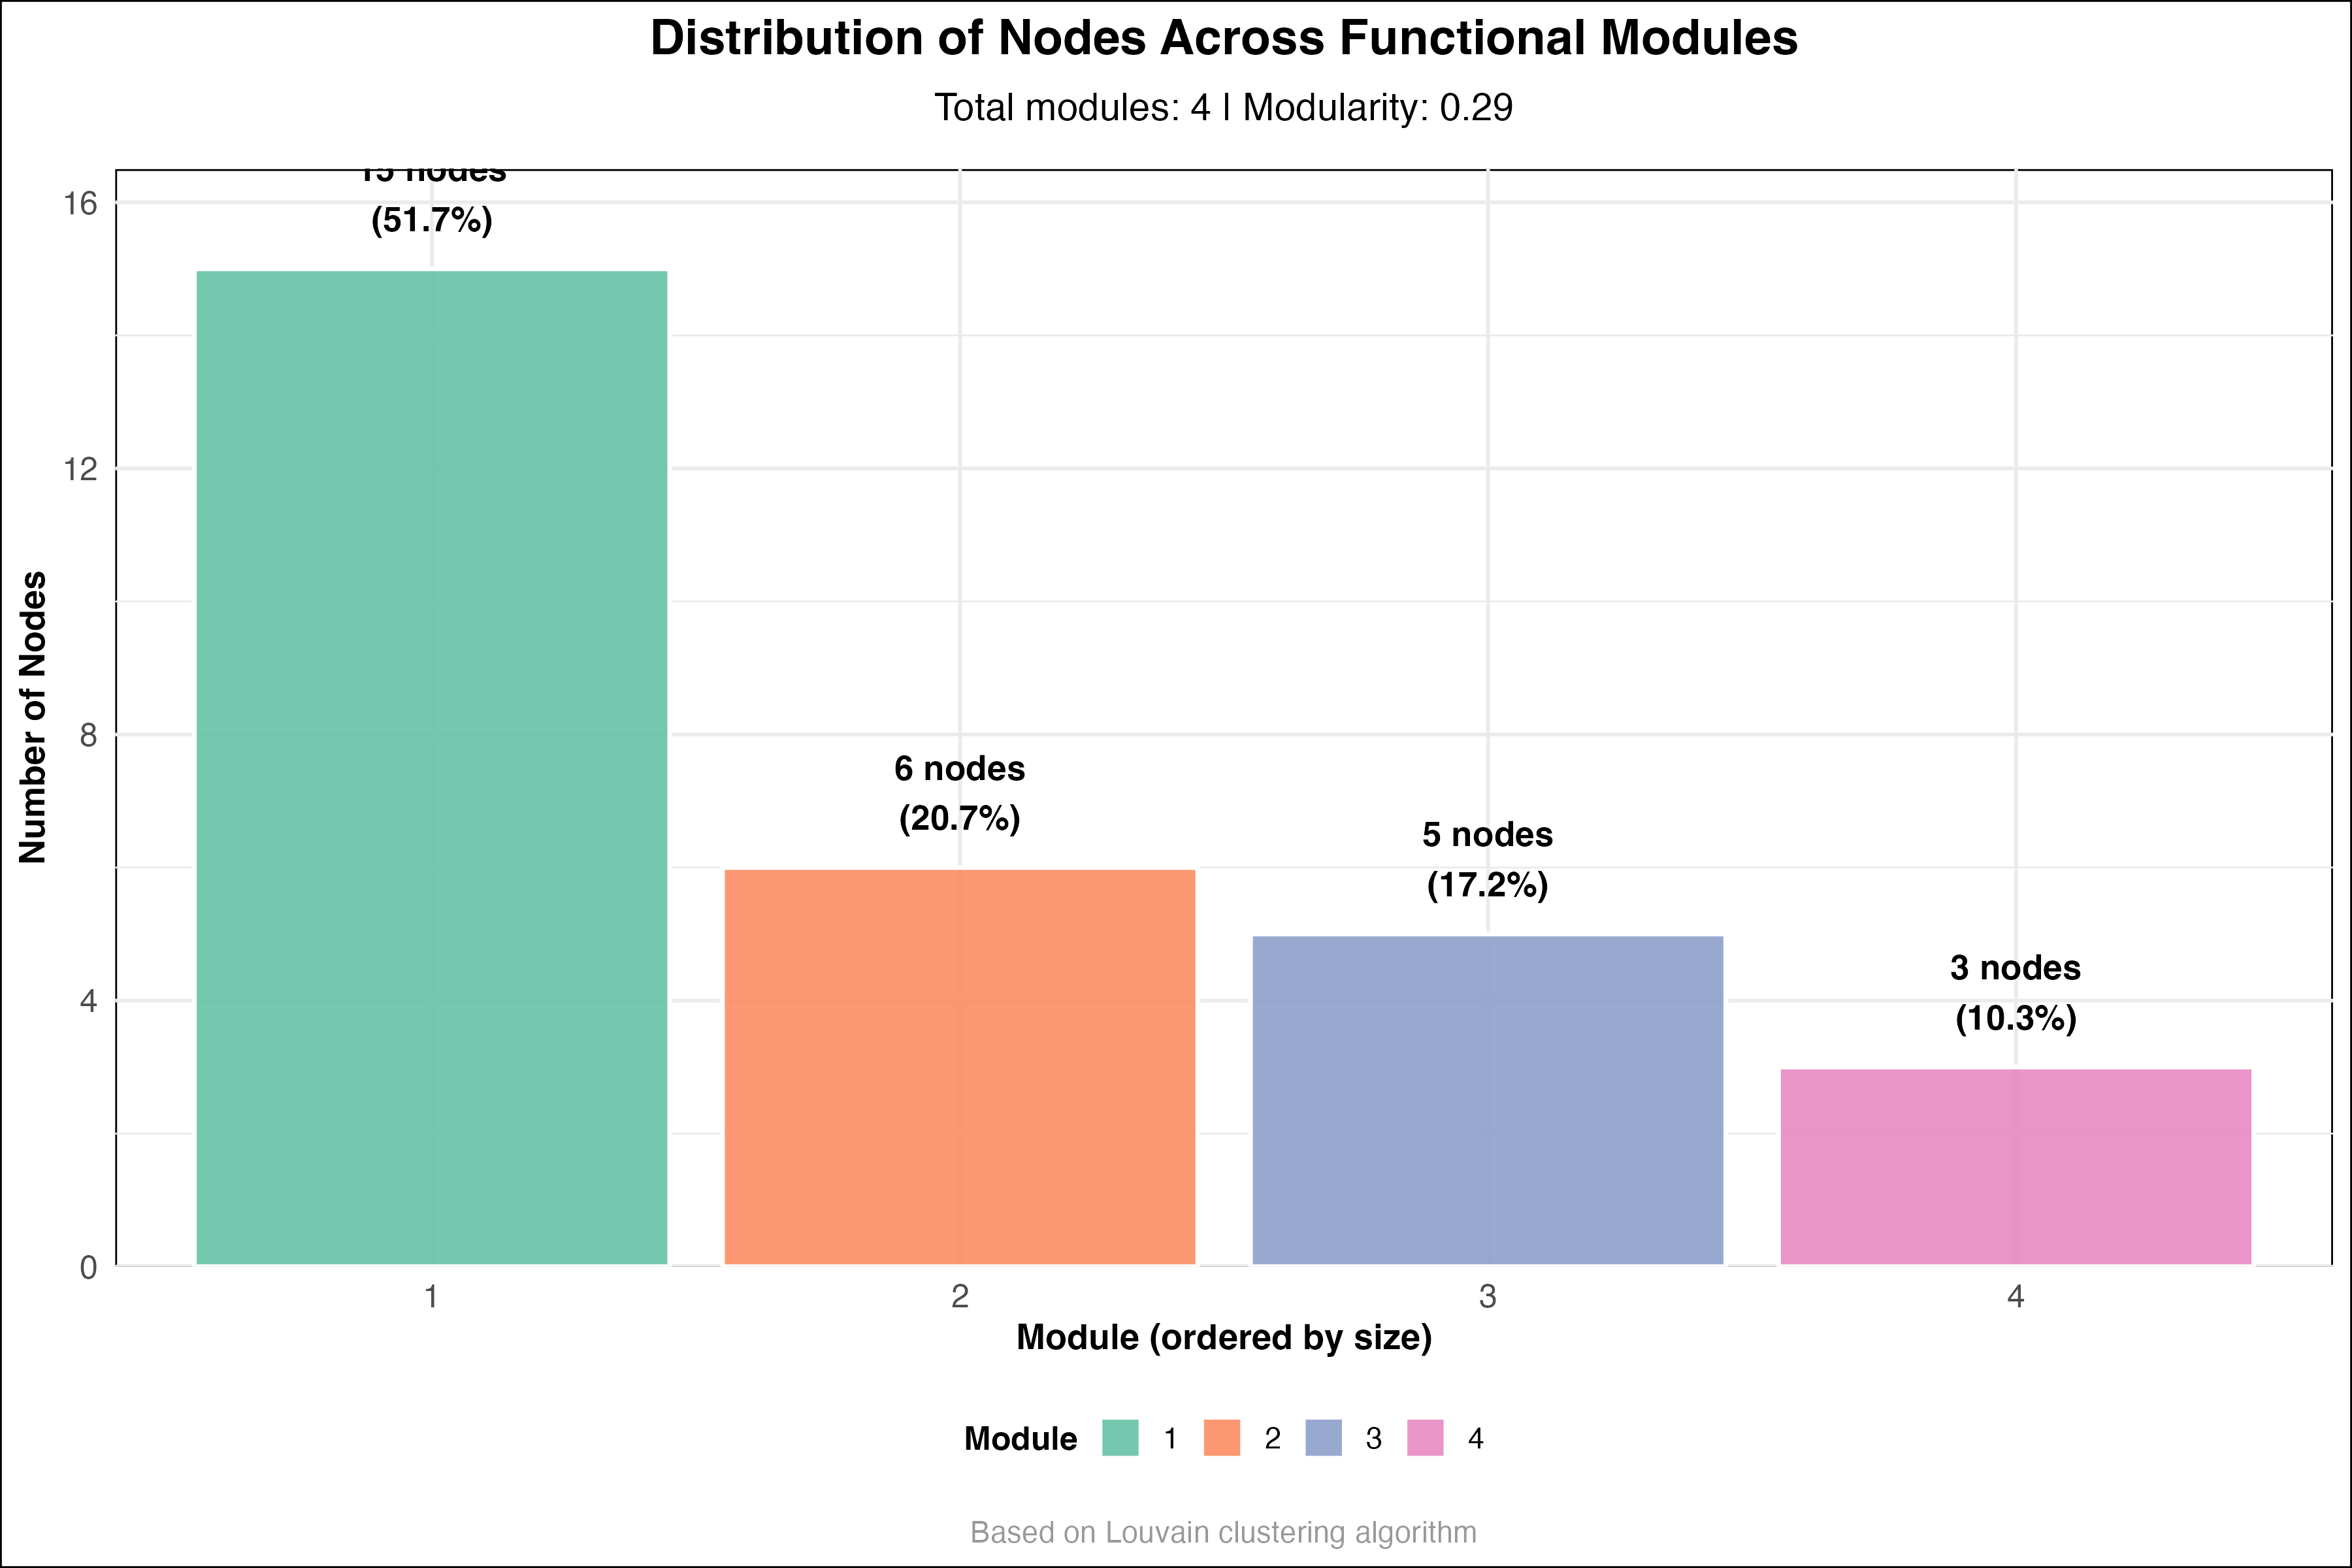 Distribution of Nodes Across Functional Modules
Total modules: 4 | Modularity: 0.29
15 nodes
(51.7%)
16
12
8
4
0
Number of Nodes
6 nodes
(20.7%)
5 nodes
(17.2%)
3 nodes
(10.3%)
1 2 3 4
Module (ordered by size)
Module 1 2 3 4
Based on Louvain clustering algorithm